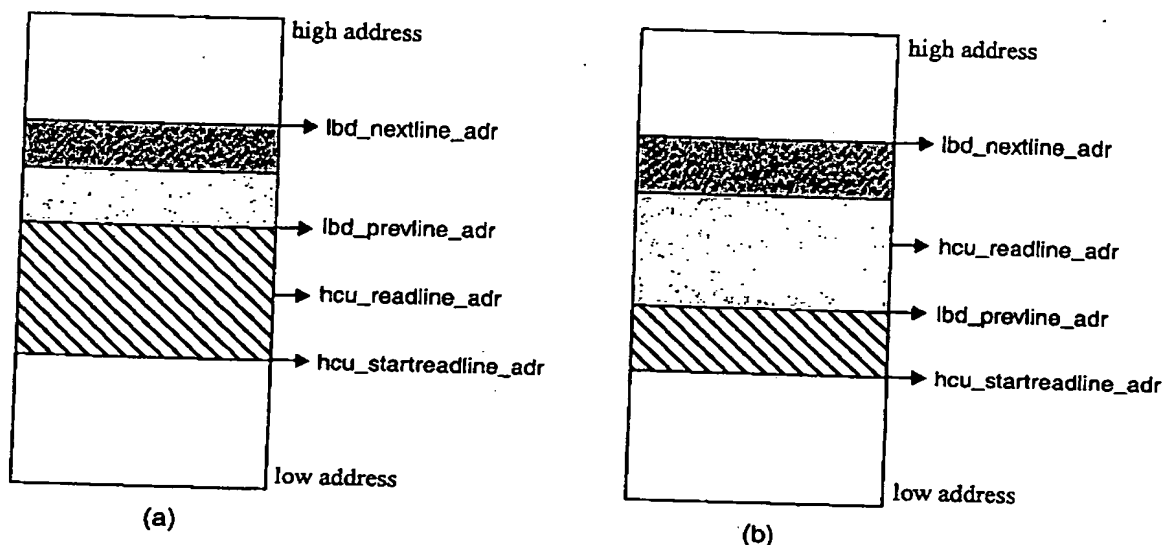 high address
lbd_nextline_adr
lbd_prevline_adr
hcu_readline_adr
hcu_startreadline_adr
low address
(a)
high address
lbd_nextline_adr
hcu_readline_adr
lbd_prevline_adr
hcu_startreadline_adr
low address
(b)